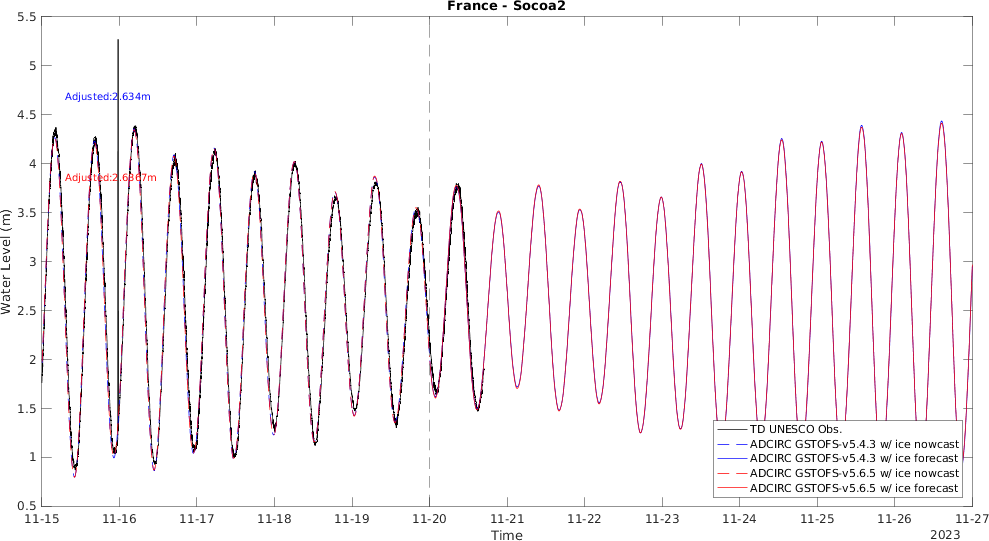 France - Socoa2
5.5
5
4.5
4
3.5
3
2.5
2
1.5
1
0.5
Water Level (m)
Adjusted:2.634m
Adjusted:2.6367m
TD UNESCO Obs.
ADCIRC GSTOFS-v5.4.3 w/ ice nowcast
ADCIRC GSTOFS-v5.4.3 w/ ice forecast
ADCIRC GSTOFS-v5.6.5 w/ ice nowcast
ADCIRC GSTOFS-v5.6.5 w/ ice forecast
11-15 11-16 11-17 11-18 11-19 11-20 11-21 11-22 11-23 11-24 11-25 11-26 11-27
Time
2023